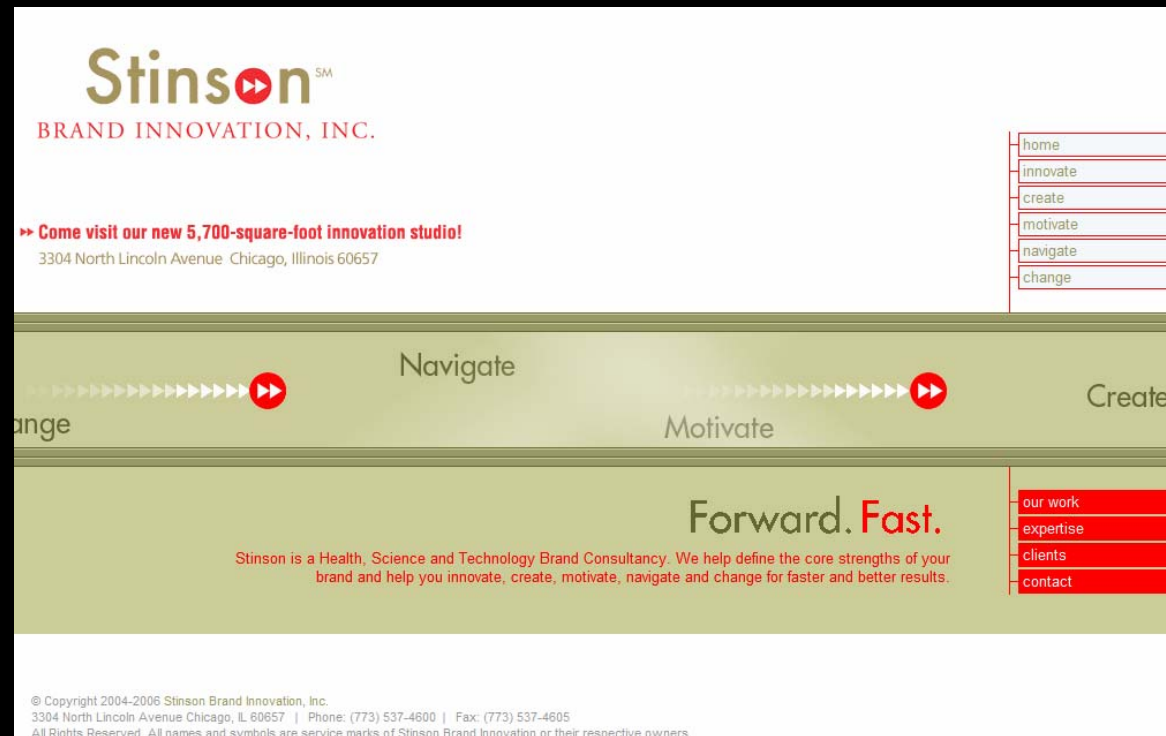 Stinson SM
BRAND INNOVATION, INC.
home
innovate
create
motivate
navigate
change
Come visit our new 5,700-square-foot innovation studio!
3304 North Lincoln Avenue Chicago, Illinois 60657
Navigate
ange
Motivate
Create
Forward. Fast.
Stinson is a Health, Science and Technology Brand Consultancy. We help define the core strengths of your
brand and help you innovate, create, motivate, navigate and change for faster and better results.
our work
expertise
clients
contact
© Copyright 2004-2006 Stinson Brand Innovation, Inc.
3304 North Lincoln Avenue Chicago, IL 60657 | Phone: (773) 537-4600 | Fax: (773) 537-4605
All Rights Reserved. All names and symbols are service marks of Stinson Brand Innovation or their respective owners.